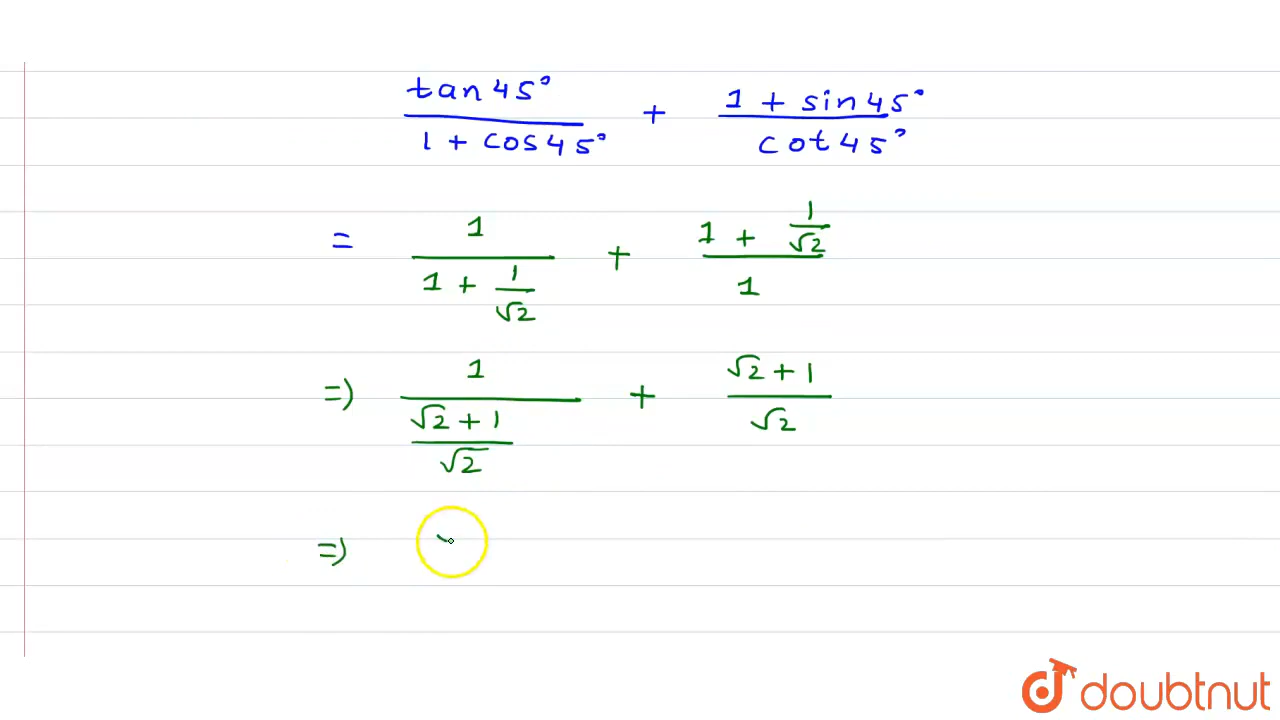 tan 45° / 1 + cos 45° + 1 + sin 45° / cot 45°
= 1 / 1 + 1/√2 + 1 + 1/√2 / 1
=) 1 / √2 + 1 / √2 + √2 + 1 / √2
=)
doubtnut